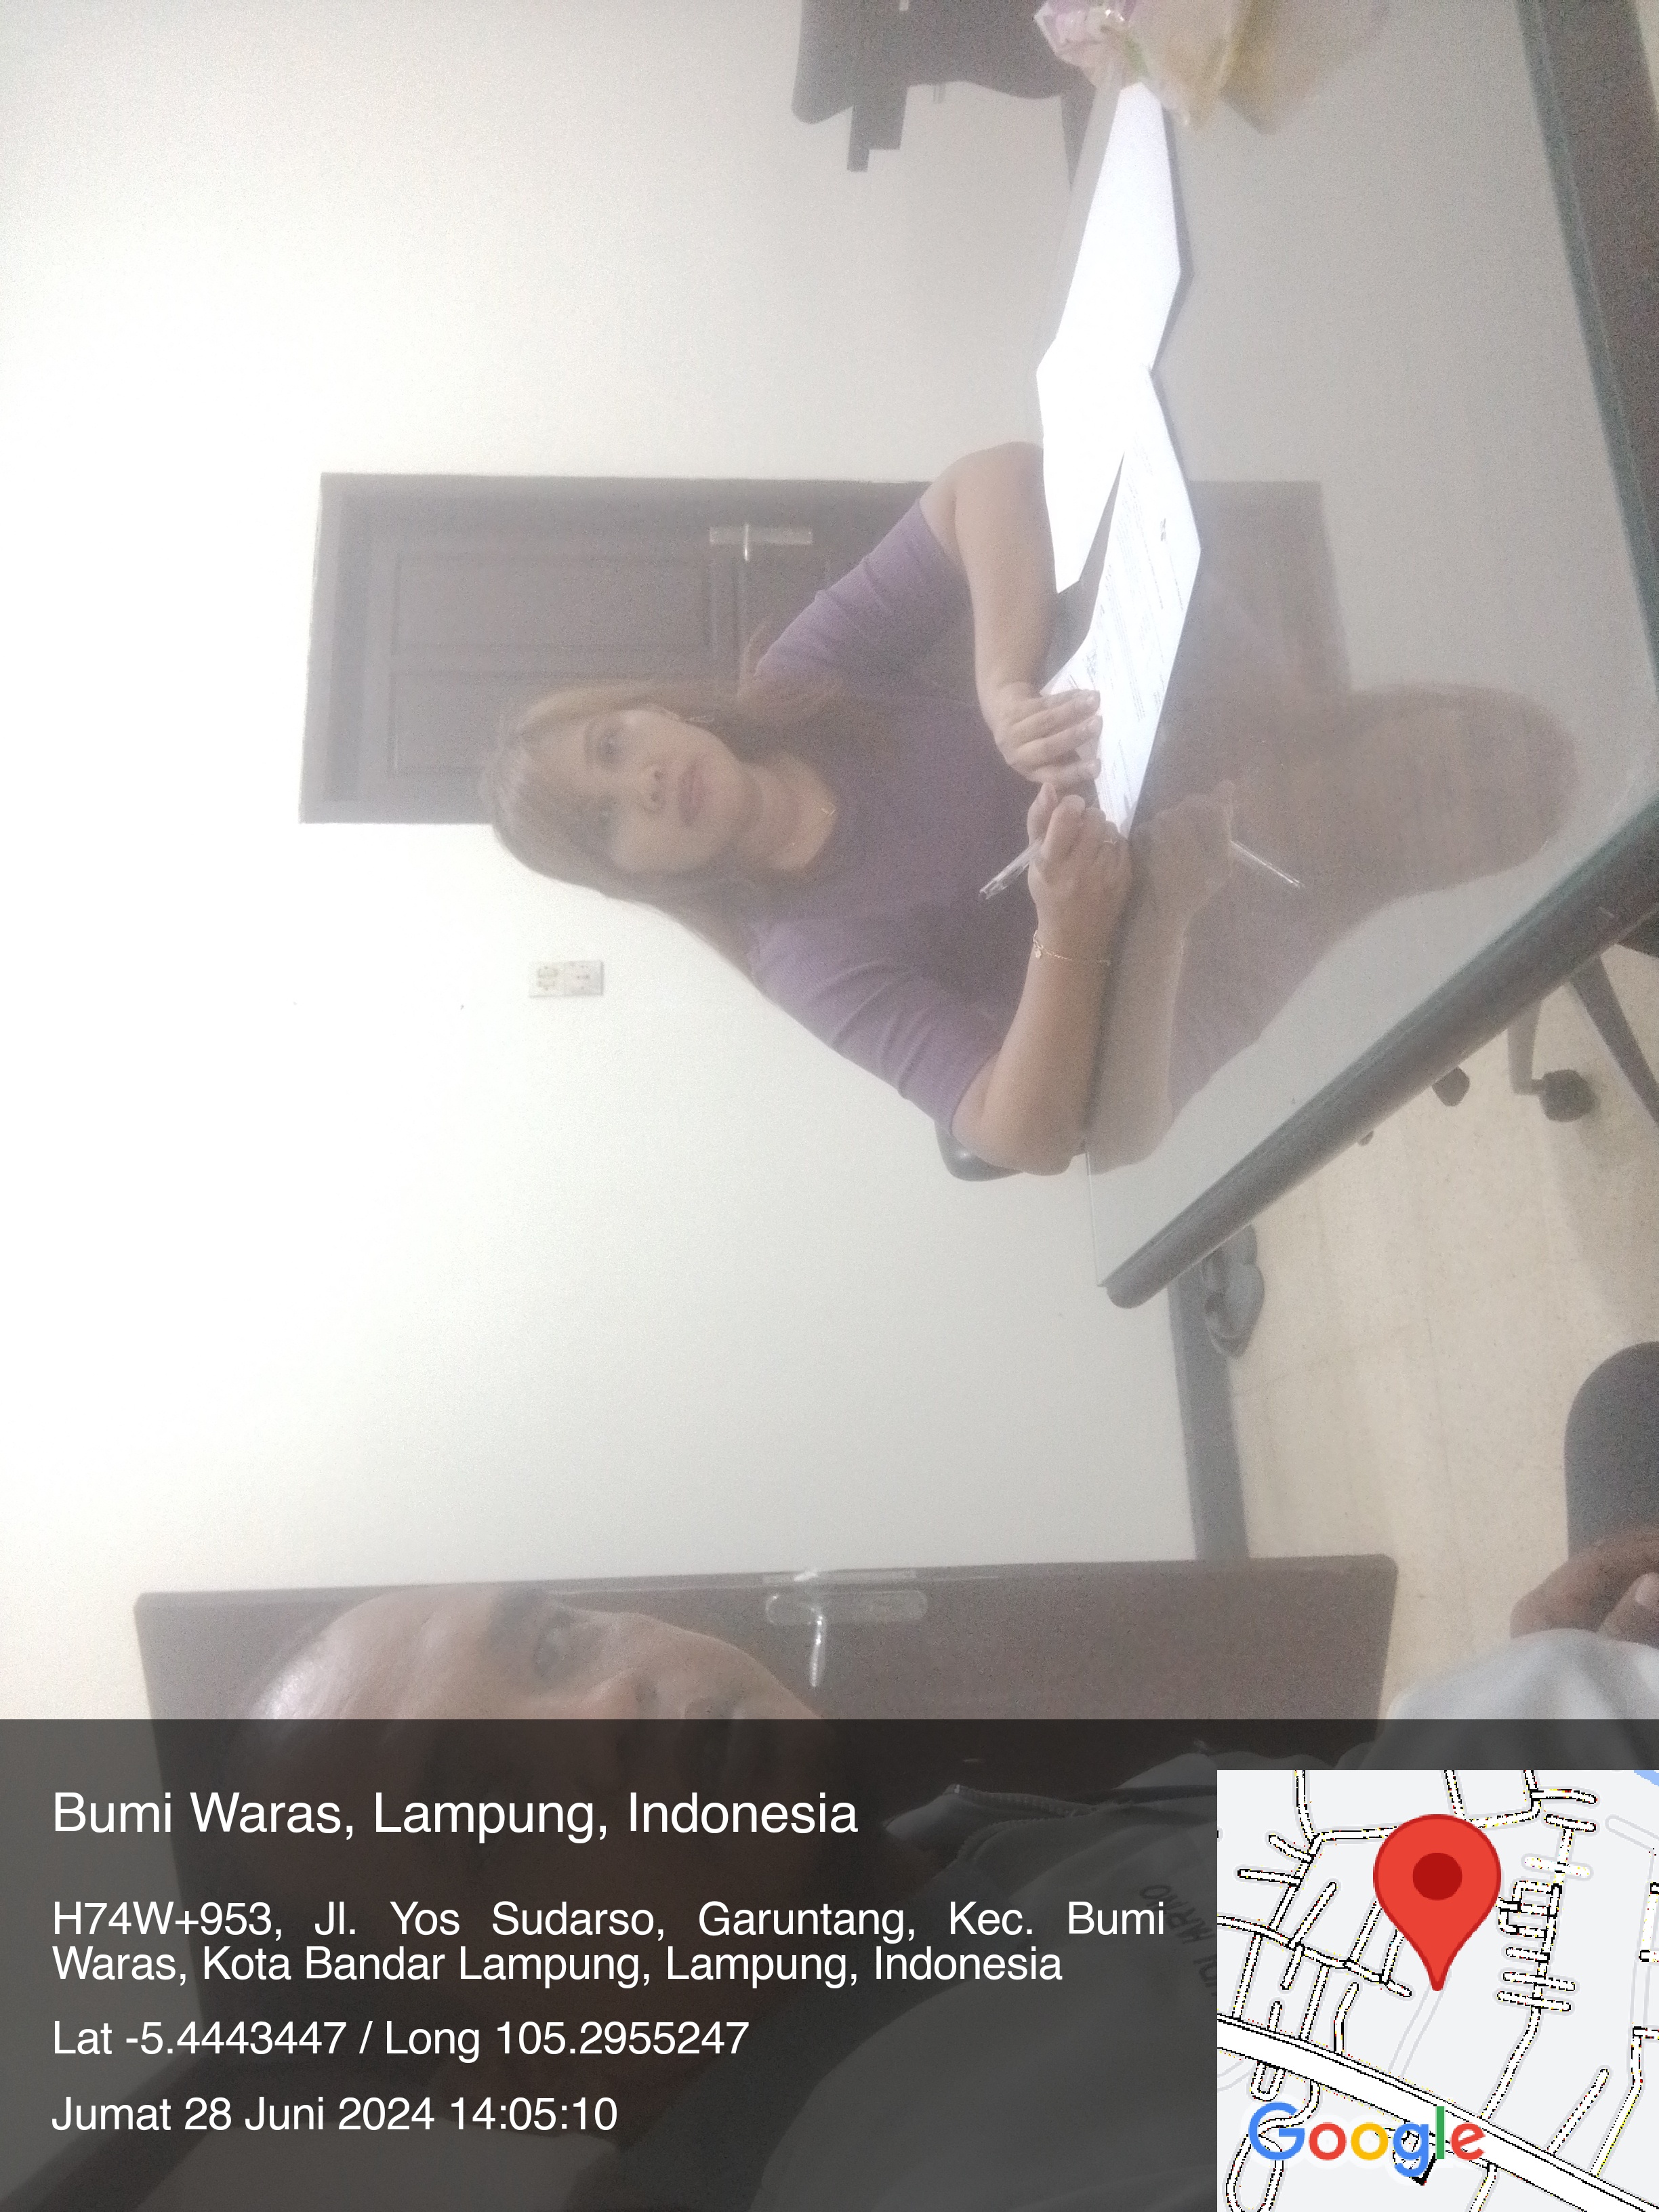 Bumi Waras, Lampung, Indonesia
H74W+953, Jl. Yos Sudarso, Garuntang, Kec. Bumi
Waras, Kota Bandar Lampung, Lampung, Indonesia
Lat -5.4443447 / Long 105.2955247
Jumat 28 Juni 2024 14:05:10
Google